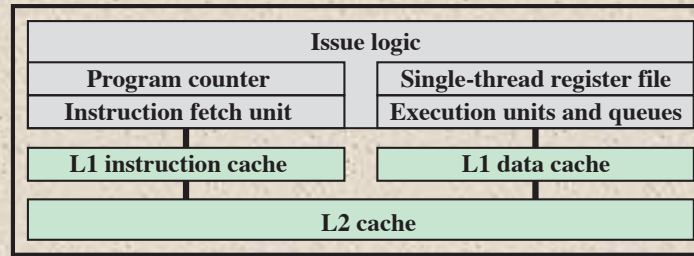 Issue logic
Program counter
Single-thread register file
Instruction fetch unit
Execution units and queues
L1 instruction cache
L1 data cache
L2 cache